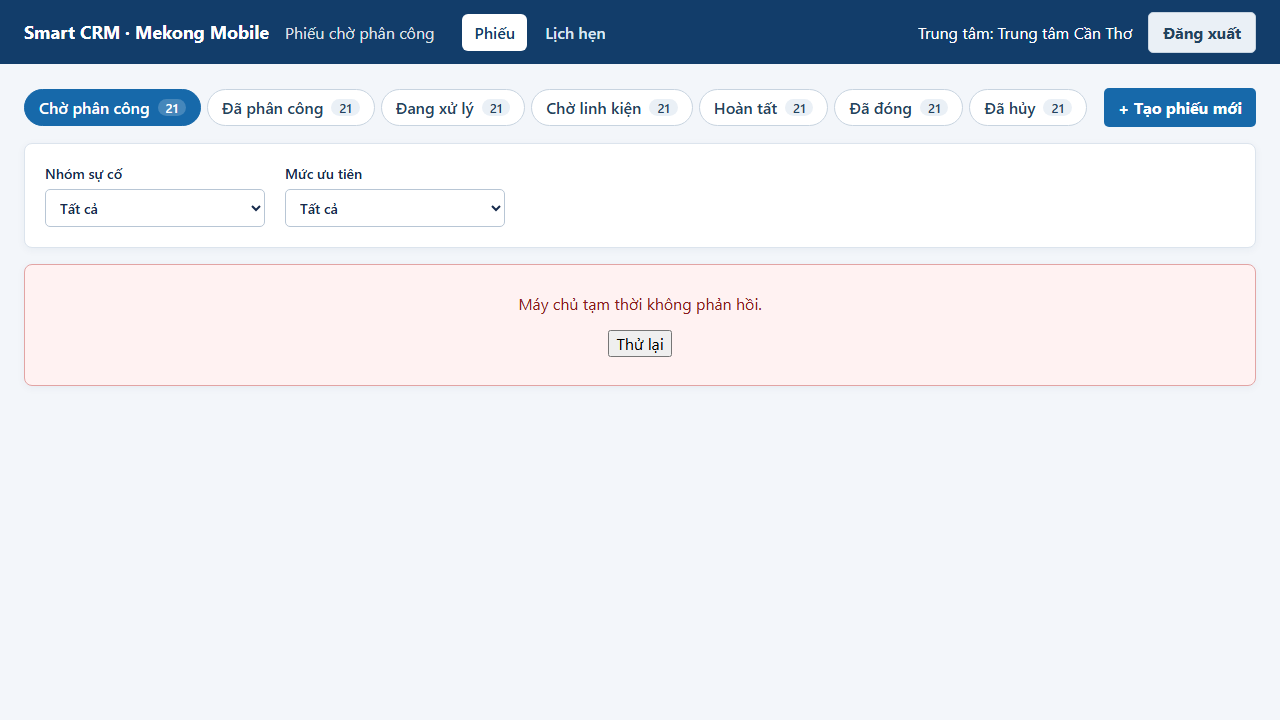 Smart CRM · Mekong Mobile Phiếu chờ phân công Phiếu Lịch hẹn Trung tâm: Trung tâm Cần Thơ Đăng xuất
Chờ phân công 21 Đã phân công 21 Đang xử lý 21 Chờ linh kiện 21 Hoàn tất 21 Đã đóng 21 Đã hủy 21 + Tạo phiếu mới
Nhóm sự cố Mức ưu tiên
Tất cả Tất cả
Máy chủ tạm thời không phản hồi.
Thử lại